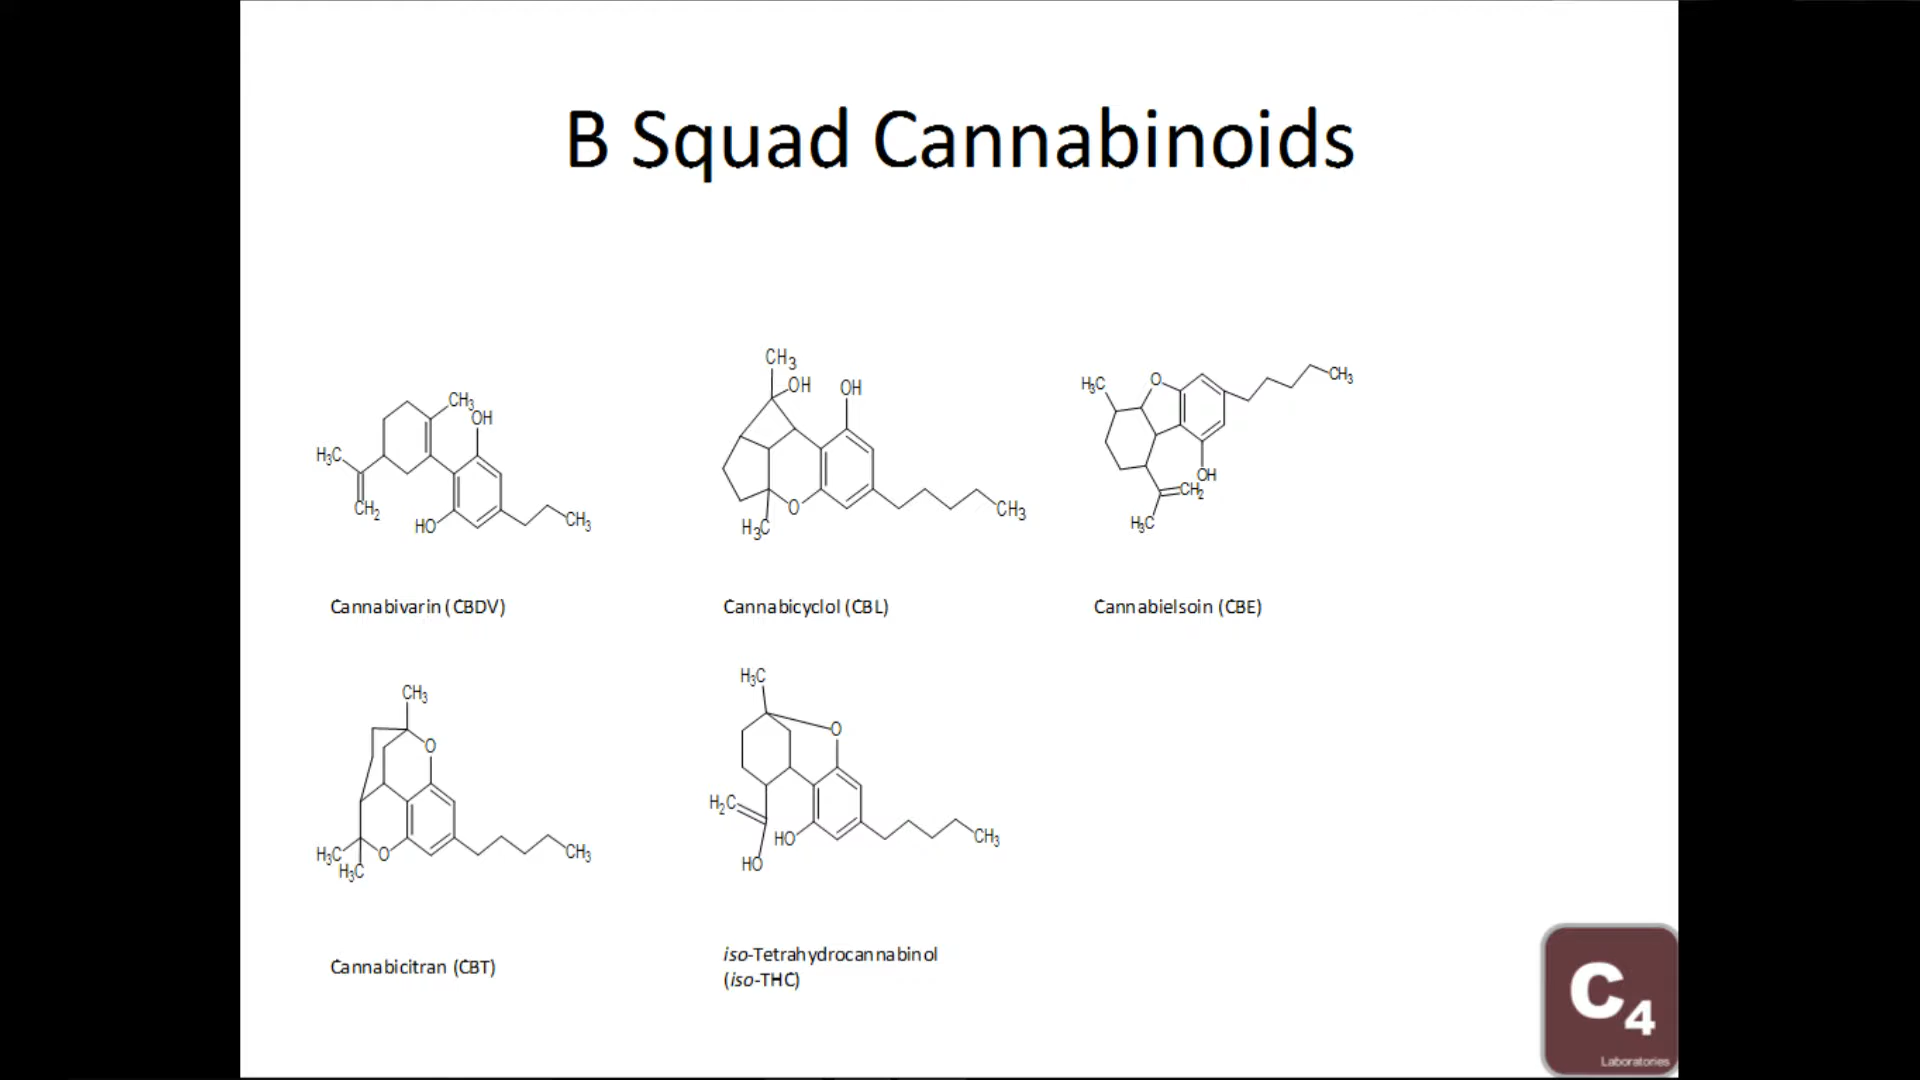 B Squad Cannabinoids
CH3
OH
H3C
CH2
HO
CH3
Cannabivarin (CBDV)
CH3
OH
OH
H3C
O
CH3
Cannabicyclol (CBL)
H3C
O
CH3
OH
CH2
H3C
Cannabielsoin (CBE)
CH3
O
H3C
H3C
O
CH3
Cannabicitran (CBT)
H3C
O
H2C
HO
HO
CH3
iso-Tetrahydrocannabinol
(iso-THC)
C4
Laboratories